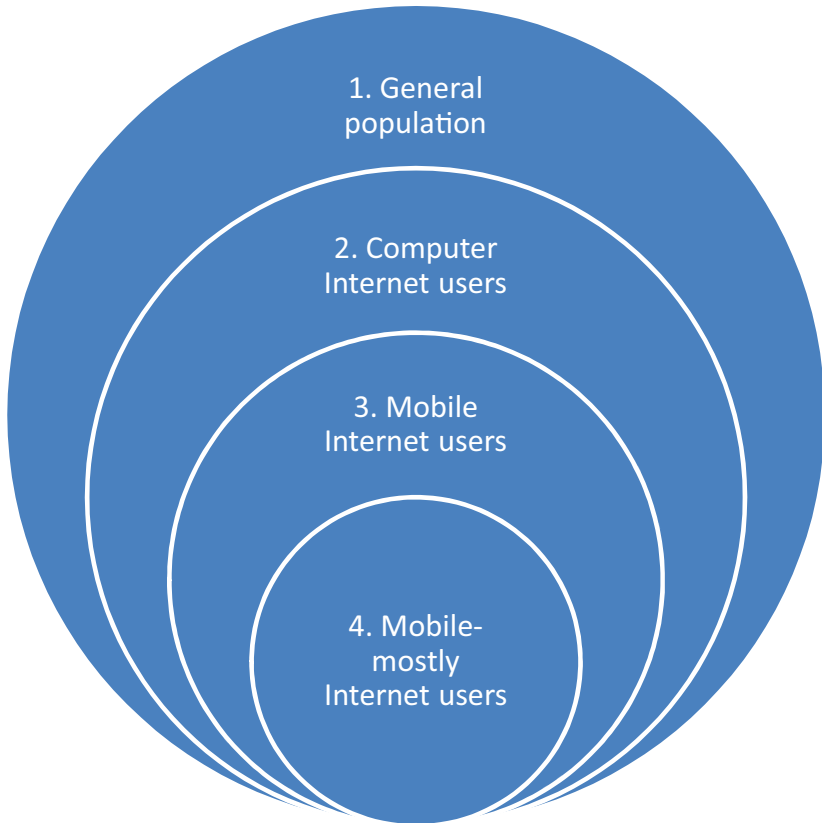 1. General
population
2. Computer
Internet users
3. Mobile
Internet users
4. Mobile-
mostly
Internet users